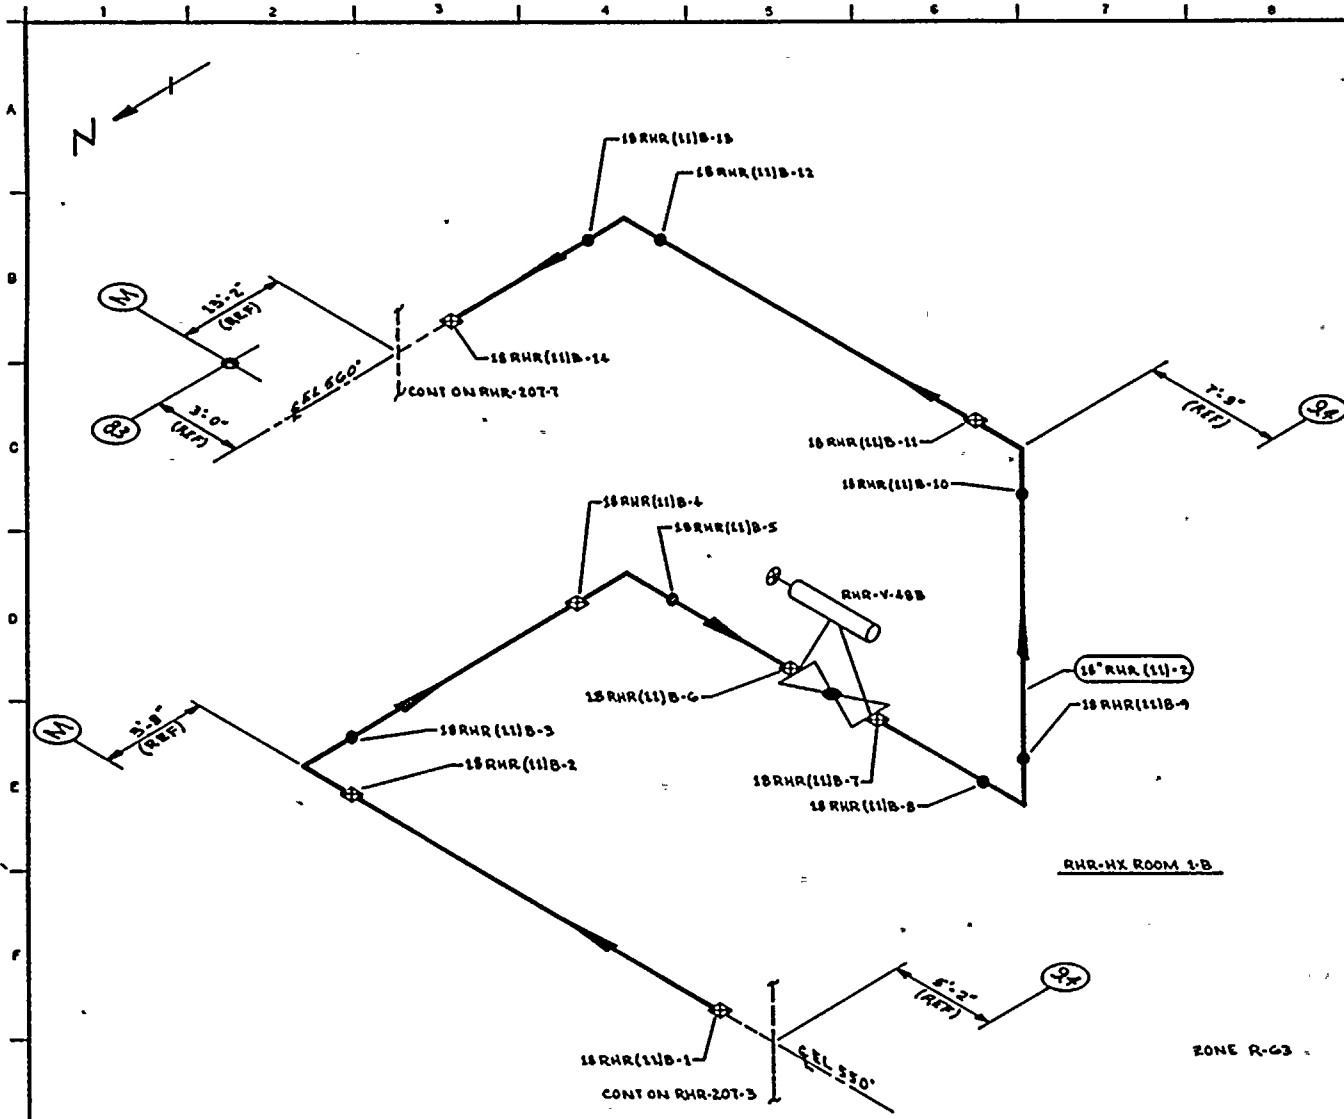 1 2 3 4 5 6 7 8
A
N
18RHR(11)B-13
18RHR(11)B-12
B
M
13'-2"
(REF)
18RHR(11)B-14
₵ EL 560'
CONT ON RHR-207-7
3'-0"
(REF)
7'-9"
(REF)
C
18RHR(11)B-11
18RHR(11)B-10
18RHR(11)B-4
18RHR(11)B-5
RHR-V-48B
D
18"RHR(11)-2
18RHR(11)B-6
18RHR(11)B-9
M
(REF)
18RHR(11)B-3
18RHR(11)B-2
18RHR(11)B-7
E
18RHR(11)B-8
RHR-HX ROOM 1-B
F
5'-2"
(REF)
18RHR(11)B-1
₵ EL 550'
ZONE R-63
CONT ON RHR-207-3